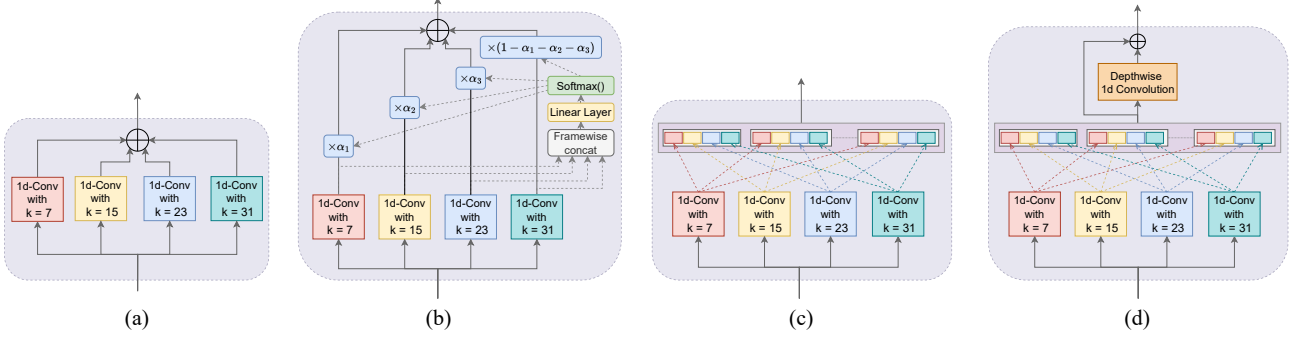 1d-Conv
with
k = 7
1d-Conv
with
k = 15
1d-Conv
with
k = 23
1d-Conv
with
k = 31
(a)
×(1 − α₁ − α₂ − α₃)
×α₃
Softmax()
×α₂
Linear Layer
Framewise
concat
×α₁
1d-Conv
with
k = 7
1d-Conv
with
k = 15
1d-Conv
with
k = 23
1d-Conv
with
k = 31
(b)
1d-Conv
with
k = 7
1d-Conv
with
k = 15
1d-Conv
with
k = 23
1d-Conv
with
k = 31
(c)
Depthwise
1d Convolution
1d-Conv
with
k = 7
1d-Conv
with
k = 15
1d-Conv
with
k = 23
1d-Conv
with
k = 31
(d)